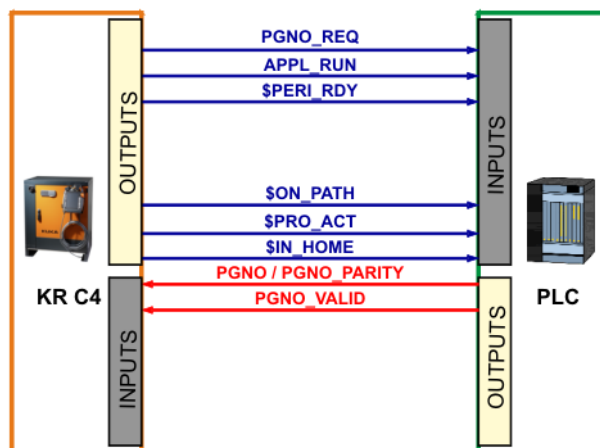 PGNO_REQ
APPL_RUN
$PERI_RDY
OUTPUTS
INPUTS
$ON_PATH
$PRO_ACT
$IN_HOME
PGNO / PGNO_PARITY
KR C4
PGNO_VALID
PLC
INPUTS
OUTPUTS